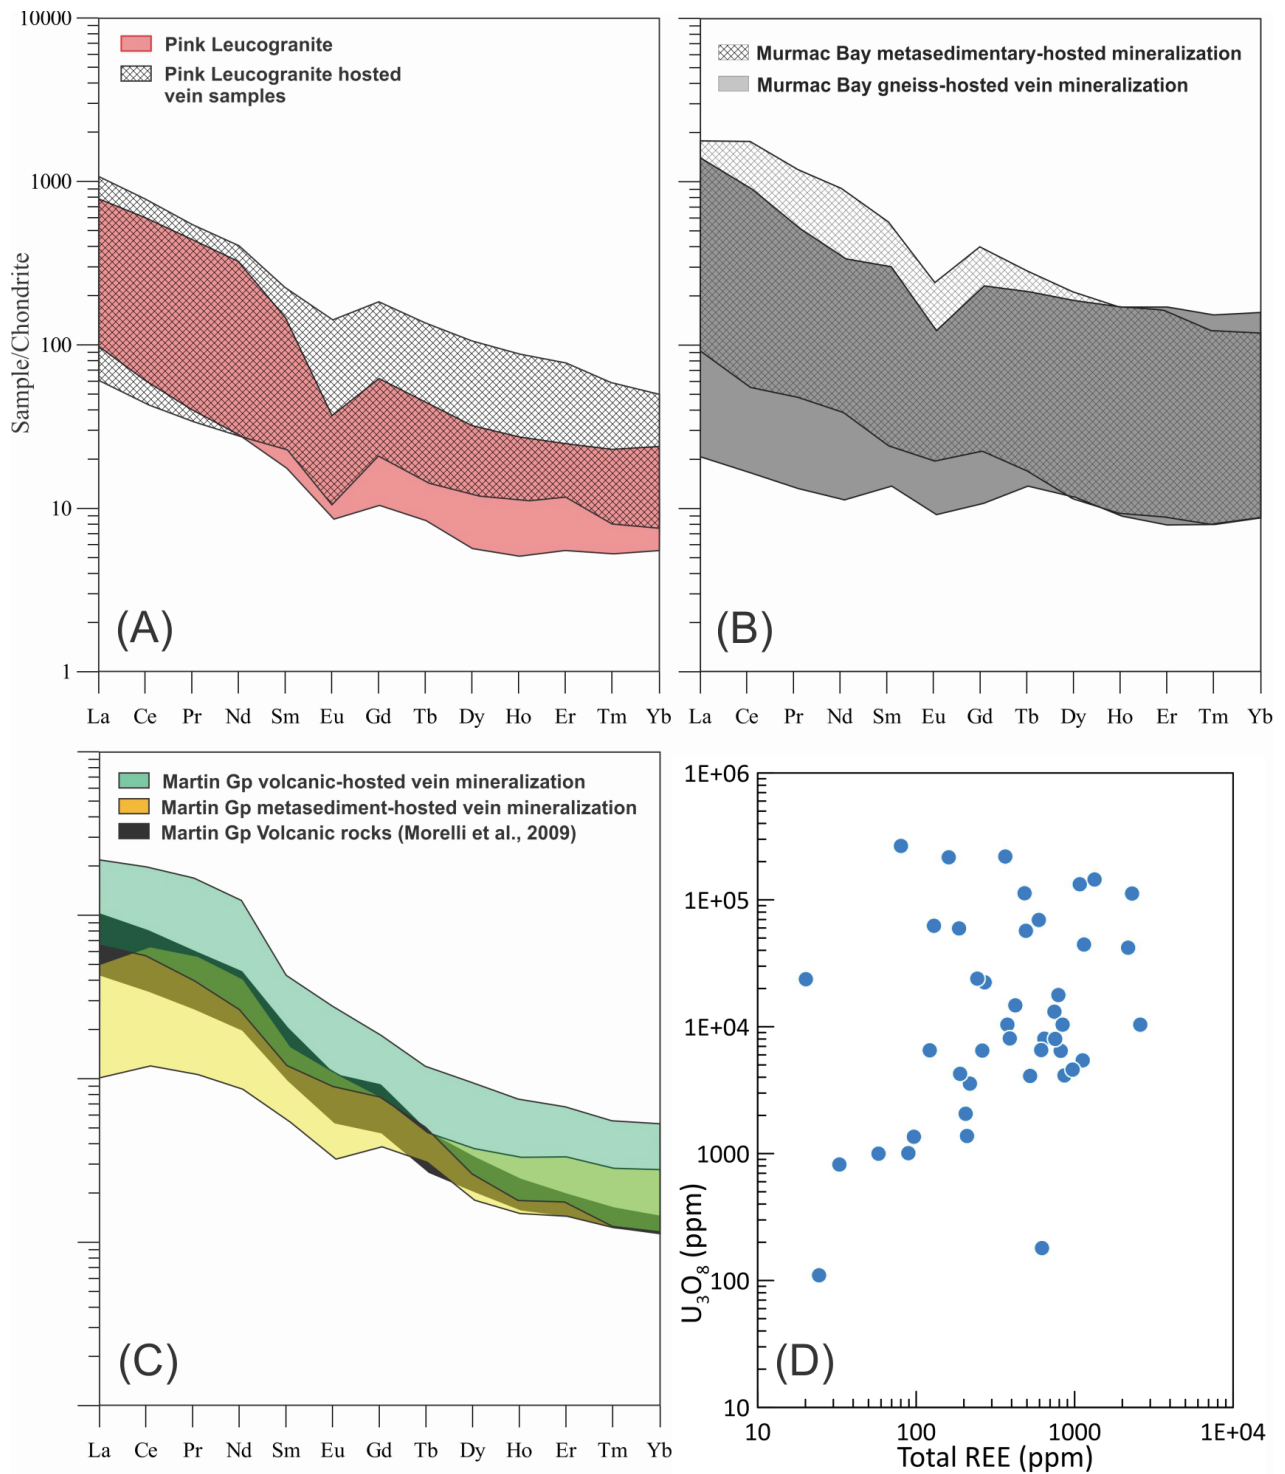 10000
1000
100
10
1
Sample/Chondrite
Pink Leucogranite
Pink Leucogranite hosted
vein samples
(A)
La Ce Pr Nd Sm Eu Gd Tb Dy Ho Er Tm Yb
Murmac Bay metasedimentary-hosted mineralization
Murmac Bay gneiss-hosted vein mineralization
(B)
La Ce Pr Nd Sm Eu Gd Tb Dy Ho Er Tm Yb
Martin Gp volcanic-hosted vein mineralization
Martin Gp metasediment-hosted vein mineralization
Martin Gp Volcanic rocks (Morelli et al., 2009)
(C)
La Ce Pr Nd Sm Eu Gd Tb Dy Ho Er Tm Yb
1E+06
1E+05
1E+04
1000
100
10
U3O8 (ppm)
(D)
10 100 1000 1E+04
Total REE (ppm)